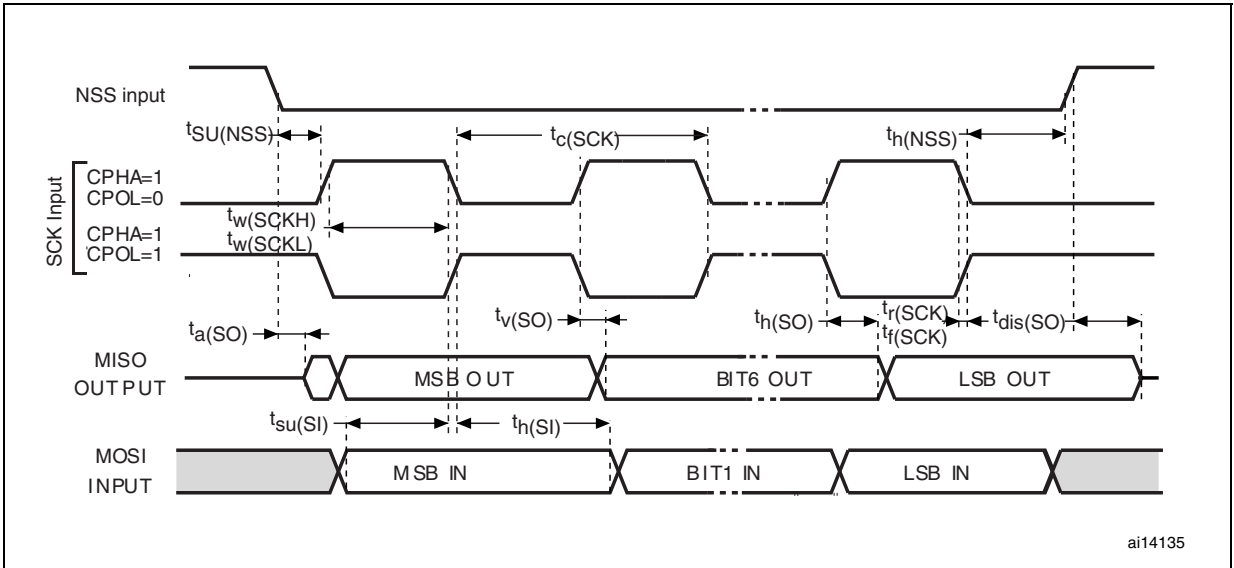 NSS input
tSU(NSS)
tc(SCK)
th(NSS)
SCK Input
CPHA=1
CPOL=0
tw(SCKH)
tw(SCKL)
CPHA=1
CPOL=1
ta(SO)
tv(SO)
th(SO)
tr(SCK)
tf(SCK)
tdis(SO)
MISO
OUTPUT
MSB OUT
BIT6 OUT
LSB OUT
tsu(SI)
th(SI)
MOSI
INPUT
MSB IN
BIT1 IN
LSB IN
ai14135